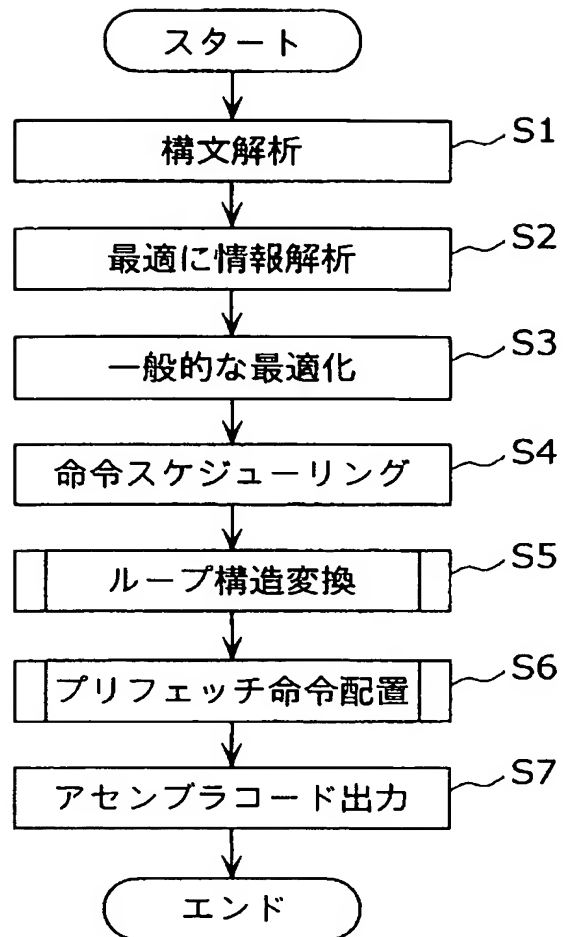 スタート
構文解析 S1
最適に情報解析 S2
一般的な最適化 S3
命令スケジューリング S4
ループ構造変換 S5
プリフェッチ命令配置 S6
アセンブラコード出力 S7
エンド